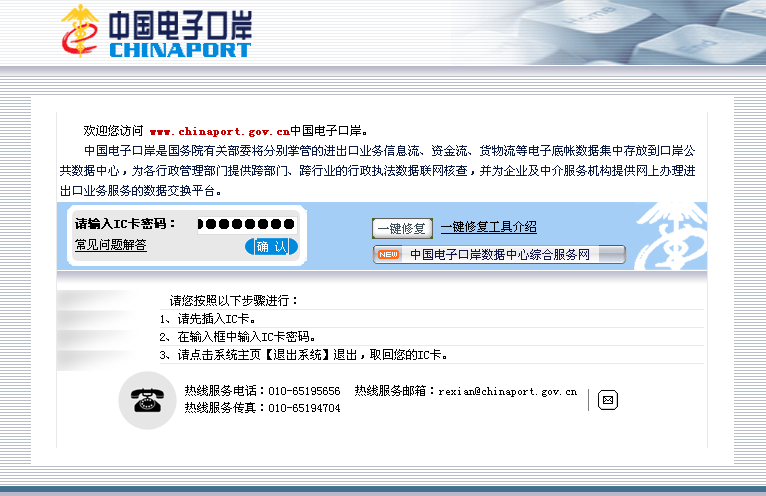 中国电子口岸
CHINAPORT
欢迎您访问 www.chinaport.gov.cn中国电子口岸。
中国电子口岸是国务院有关部委将分别掌管的进出口业务信息流、资金流、货物流等电子底帐数据集中存放到口岸公
共数据中心，为各行政管理部门提供跨部门、跨行业的行政执法数据联网核查，并为企业及中介服务机构提供网上办理进
出口业务服务的数据交换平台。
请输入IC卡密码：
常见问题解答 确 认
一键修复 一键修复工具介绍
NEW 中国电子口岸数据中心综合服务网
请您按照以下步骤进行：
1、请先插入IC卡。
2、在输入框中输入IC卡密码。
3、请点击系统主页【退出系统】退出，取回您的IC卡。
热线服务电话：010-65195656 热线服务邮箱：rexian@chinaport.gov.cn
热线服务传真：010-65194704